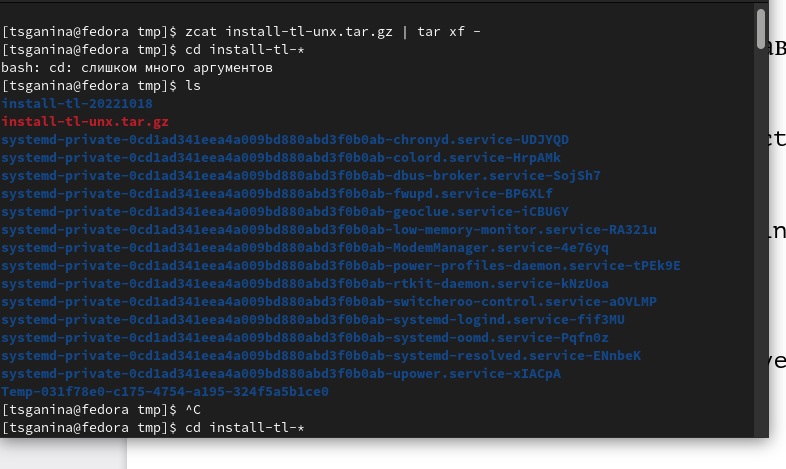 [tsganina@fedora tmp]$ zcat install-tl-unx.tar.gz | tar xf -
[tsganina@fedora tmp]$ cd install-tl-*
bash: cd: слишком много аргументов
[tsganina@fedora tmp]$ ls
install-tl-20221018
install-tl-unx.tar.gz
systemd-private-0cd1ad341eea4a009bd880abd3f0b0ab-chronyd.service-UDJYQD
systemd-private-0cd1ad341eea4a009bd880abd3f0b0ab-colord.service-HrpAMk
systemd-private-0cd1ad341eea4a009bd880abd3f0b0ab-dbus-broker.service-SojSh7
systemd-private-0cd1ad341eea4a009bd880abd3f0b0ab-fwupd.service-BP6XLf
systemd-private-0cd1ad341eea4a009bd880abd3f0b0ab-geoclue.service-iCBU6Y
systemd-private-0cd1ad341eea4a009bd880abd3f0b0ab-low-memory-monitor.service-RA321u
systemd-private-0cd1ad341eea4a009bd880abd3f0b0ab-ModemManager.service-4e76yq
systemd-private-0cd1ad341eea4a009bd880abd3f0b0ab-power-profiles-daemon.service-tPEk9E
systemd-private-0cd1ad341eea4a009bd880abd3f0b0ab-rtkit-daemon.service-kNzUoa
systemd-private-0cd1ad341eea4a009bd880abd3f0b0ab-switcheroo-control.service-aOVLMP
systemd-private-0cd1ad341eea4a009bd880abd3f0b0ab-systemd-logind.service-fif3MU
systemd-private-0cd1ad341eea4a009bd880abd3f0b0ab-systemd-oomd.service-Pqfn0z
systemd-private-0cd1ad341eea4a009bd880abd3f0b0ab-systemd-resolved.service-ENnbeK
systemd-private-0cd1ad341eea4a009bd880abd3f0b0ab-upower.service-xIACpA
Temp-031f78e0-c175-4754-a195-324f5a5b1ce0
[tsganina@fedora tmp]$ ^C
[tsganina@fedora tmp]$ cd install-tl-*